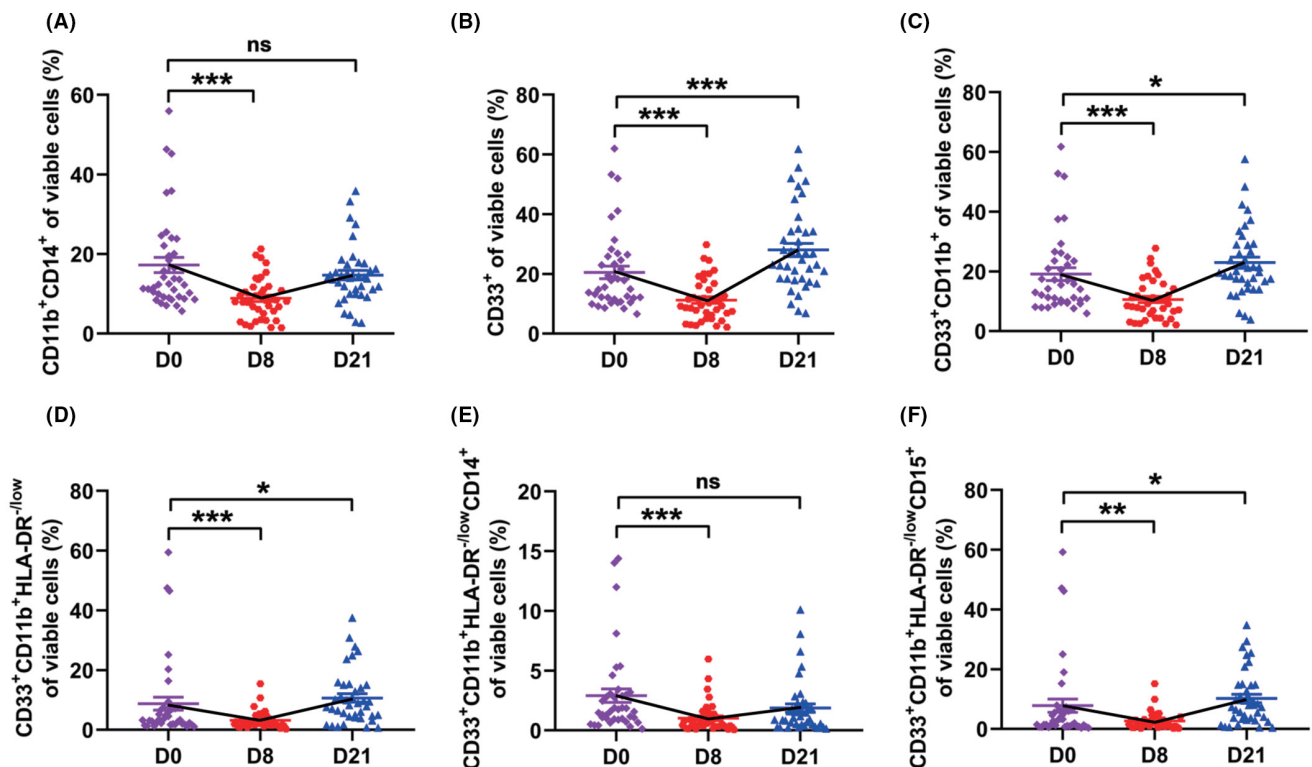 (A)
ns
***
CD11b⁺CD14⁺ of viable cells (%)
60
40
20
0
D0 D8 D21
(B)
***
***
CD33⁺ of viable cells (%)
80
60
40
20
0
D0 D8 D21
(C)
*
***
CD33⁺CD11b⁺ of viable cells (%)
80
60
40
20
0
D0 D8 D21
(D)
*
***
CD33⁺CD11b⁺HLA-DR⁻/ˡᵒʷ
of viable cells (%)
80
60
40
20
0
D0 D8 D21
(E)
ns
***
CD33⁺CD11b⁺HLA-DR⁻/ˡᵒʷCD14⁺
of viable cells (%)
20
15
10
5
0
D0 D8 D21
(F)
*
**
CD33⁺CD11b⁺HLA-DR⁻/ˡᵒʷCD15⁺
of viable cells (%)
80
60
40
20
0
D0 D8 D21